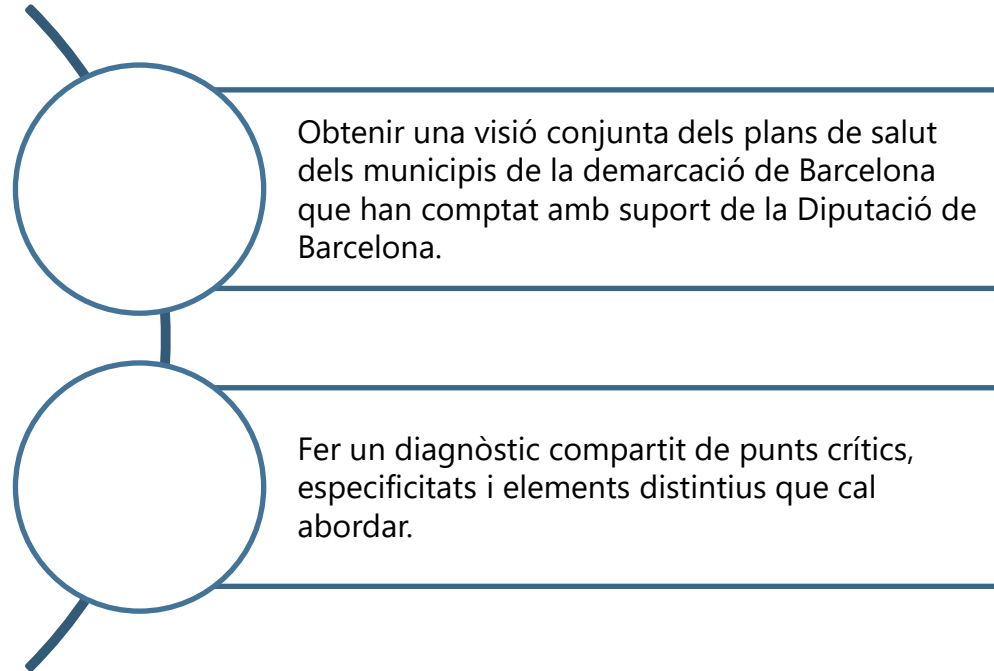 Obtenir una visió conjunta dels plans de salut
dels municipis de la demarcació de Barcelona
que han comptat amb suport de la Diputació de
Barcelona.
Fer un diagnòstic compartit de punts crítics,
especificitats i elements distintius que cal
abordar.